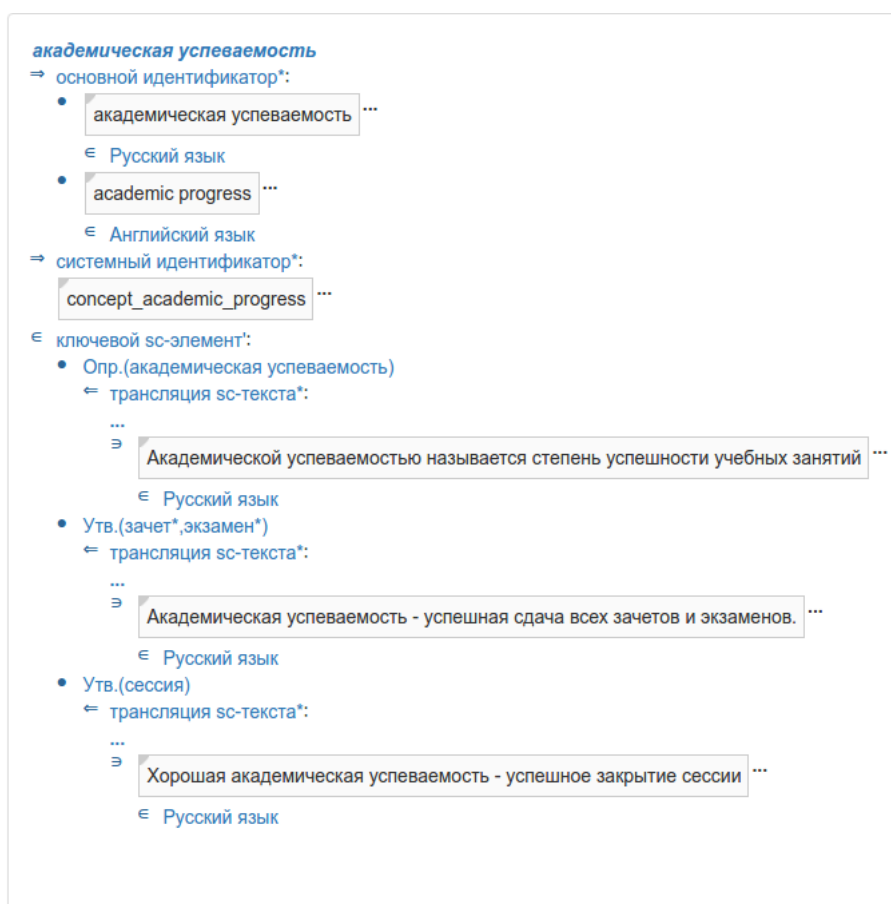 академическая успеваемость
⇒ основной идентификатор*:
• академическая успеваемость ...
∈ Русский язык
• academic progress ...
∈ Английский язык
⇒ системный идентификатор*:
concept_academic_progress ...
∈ ключевой sc-элемент':
• Опр.(академическая успеваемость)
⇐ трансляция sc-текста*:
...
∋ Академической успеваемостью называется степень успешности учебных занятий ...
∈ Русский язык
• Утв.(зачет*,экзамен*)
⇐ трансляция sc-текста*:
...
∋ Академическая успеваемость - успешная сдача всех зачетов и экзаменов. ...
∈ Русский язык
• Утв.(сессия)
⇐ трансляция sc-текста*:
...
∋ Хорошая академическая успеваемость - успешное закрытие сессии ...
∈ Русский язык